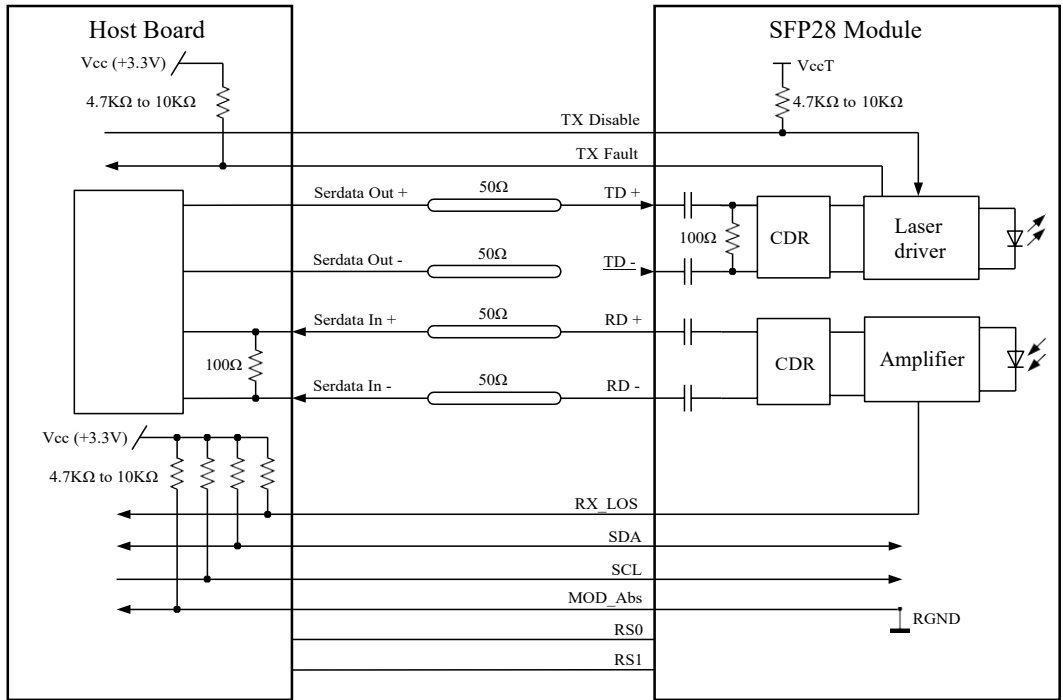 Host Board
SFP28 Module
Vcc (+3.3V)
VccT
4.7KΩ to 10KΩ
4.7KΩ to 10KΩ
TX Disable
TX Fault
Serdata Out +
50Ω
TD +
100Ω
CDR
Laser
driver
Serdata Out -
50Ω
TD -
Serdata In +
50Ω
RD +
100Ω
CDR
Amplifier
Serdata In -
50Ω
RD -
Vcc (+3.3V)
4.7KΩ to 10KΩ
RX_LOS
SDA
SCL
MOD_Abs
RGND
RS0
RS1